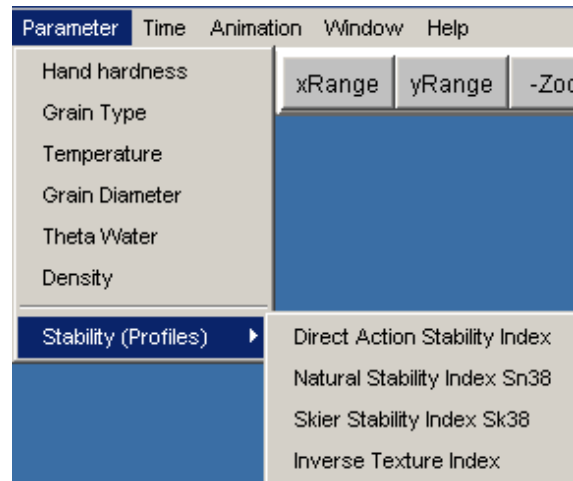 Parameter Time Animation Window Help
xRange yRange -Zoo
Hand hardness
Grain Type
Temperature
Grain Diameter
Theta Water
Density
Stability (Profiles)
Direct Action Stability Index
Natural Stability Index Sn38
Skier Stability Index Sk38
Inverse Texture Index